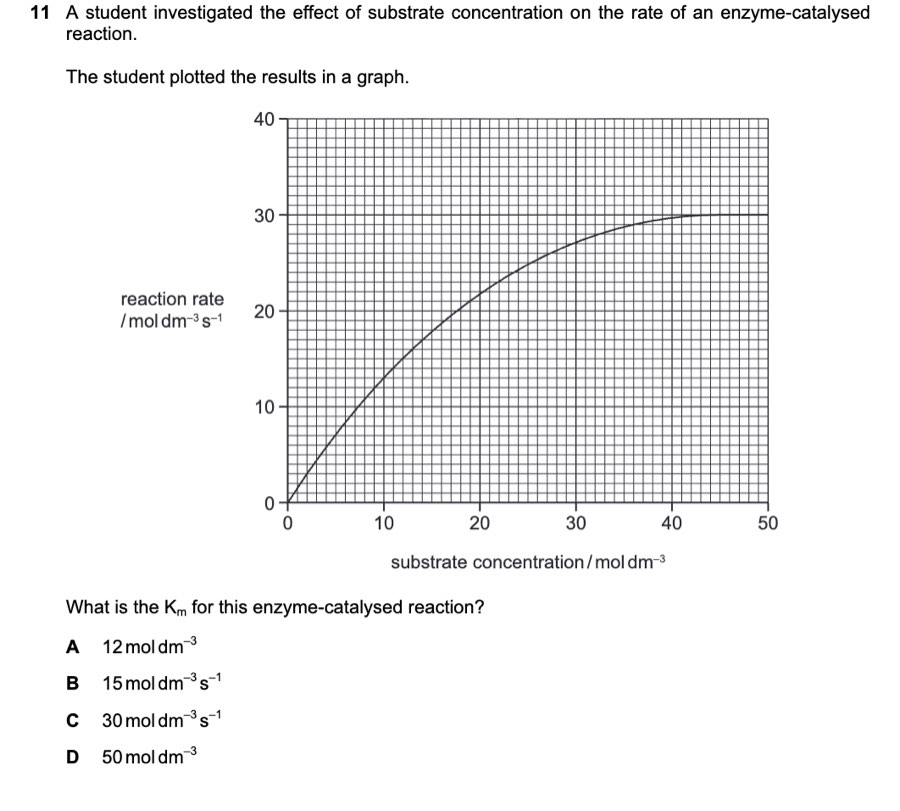 11 A student investigated the effect of substrate concentration on the rate of an enzyme-catalysed
reaction.
The student plotted the results in a graph.
40
30
reaction rate
/ mol dm⁻³ s⁻¹
20
10
0
0 10 20 30 40 50
substrate concentration / mol dm⁻³
What is the Kₘ for this enzyme-catalysed reaction?
A 12 mol dm⁻³
B 15 mol dm⁻³ s⁻¹
C 30 mol dm⁻³ s⁻¹
D 50 mol dm⁻³